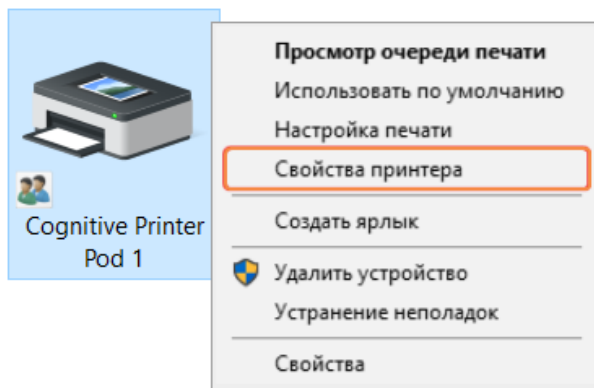 Cognitive Printer
Pod 1
Просмотр очереди печати
Использовать по умолчанию
Настройка печати
Свойства принтера
Создать ярлык
Удалить устройство
Устранение неполадок
Свойства